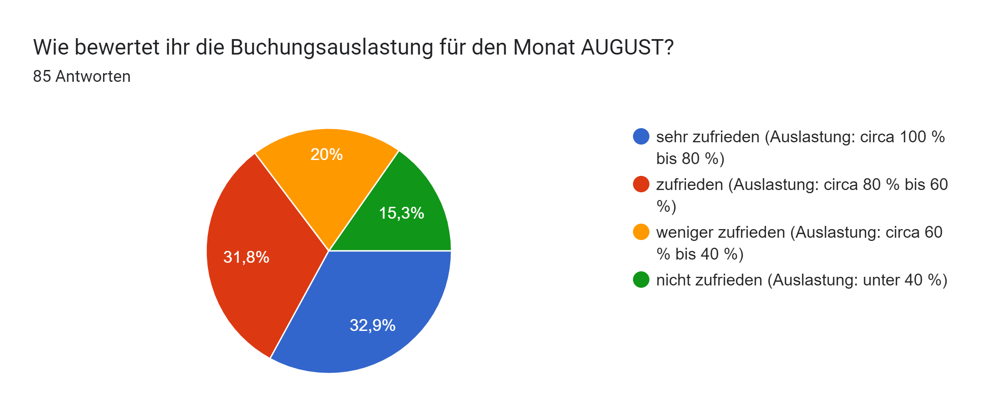 Wie bewertet ihr die Buchungsauslastung für den Monat AUGUST?
85 Antworten
20%
15,3%
31,8%
32,9%
sehr zufrieden (Auslastung: circa 100 %
bis 80 %)
zufrieden (Auslastung: circa 80 % bis 60
%)
weniger zufrieden (Auslastung: circa 60
% bis 40 %)
nicht zufrieden (Auslastung: unter 40 %)